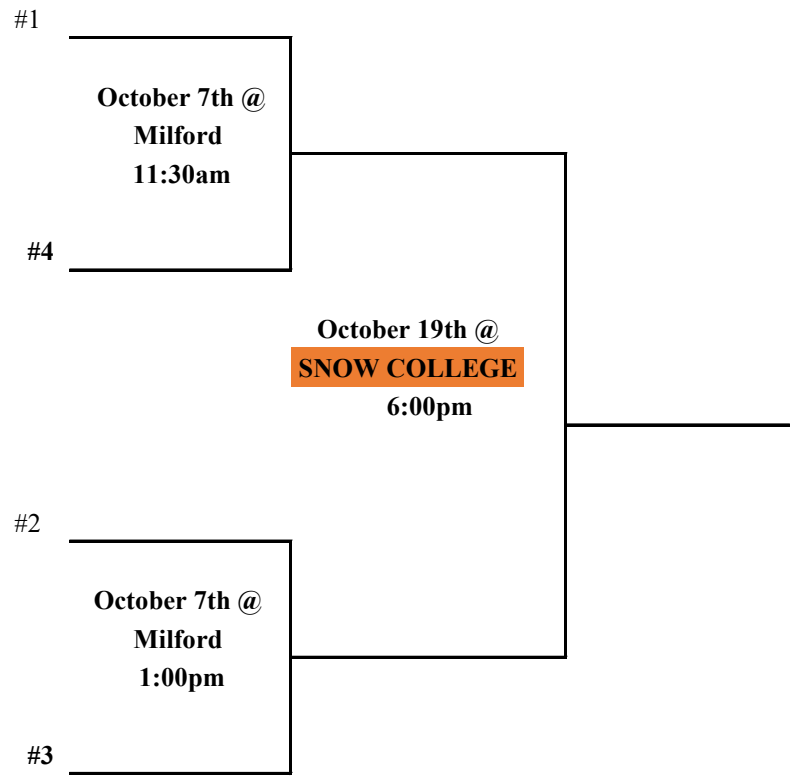 #1
October 7th @
Milford
11:30am
#4
October 19th @
SNOW COLLEGE
6:00pm
#2
October 7th @
Milford
1:00pm
#3